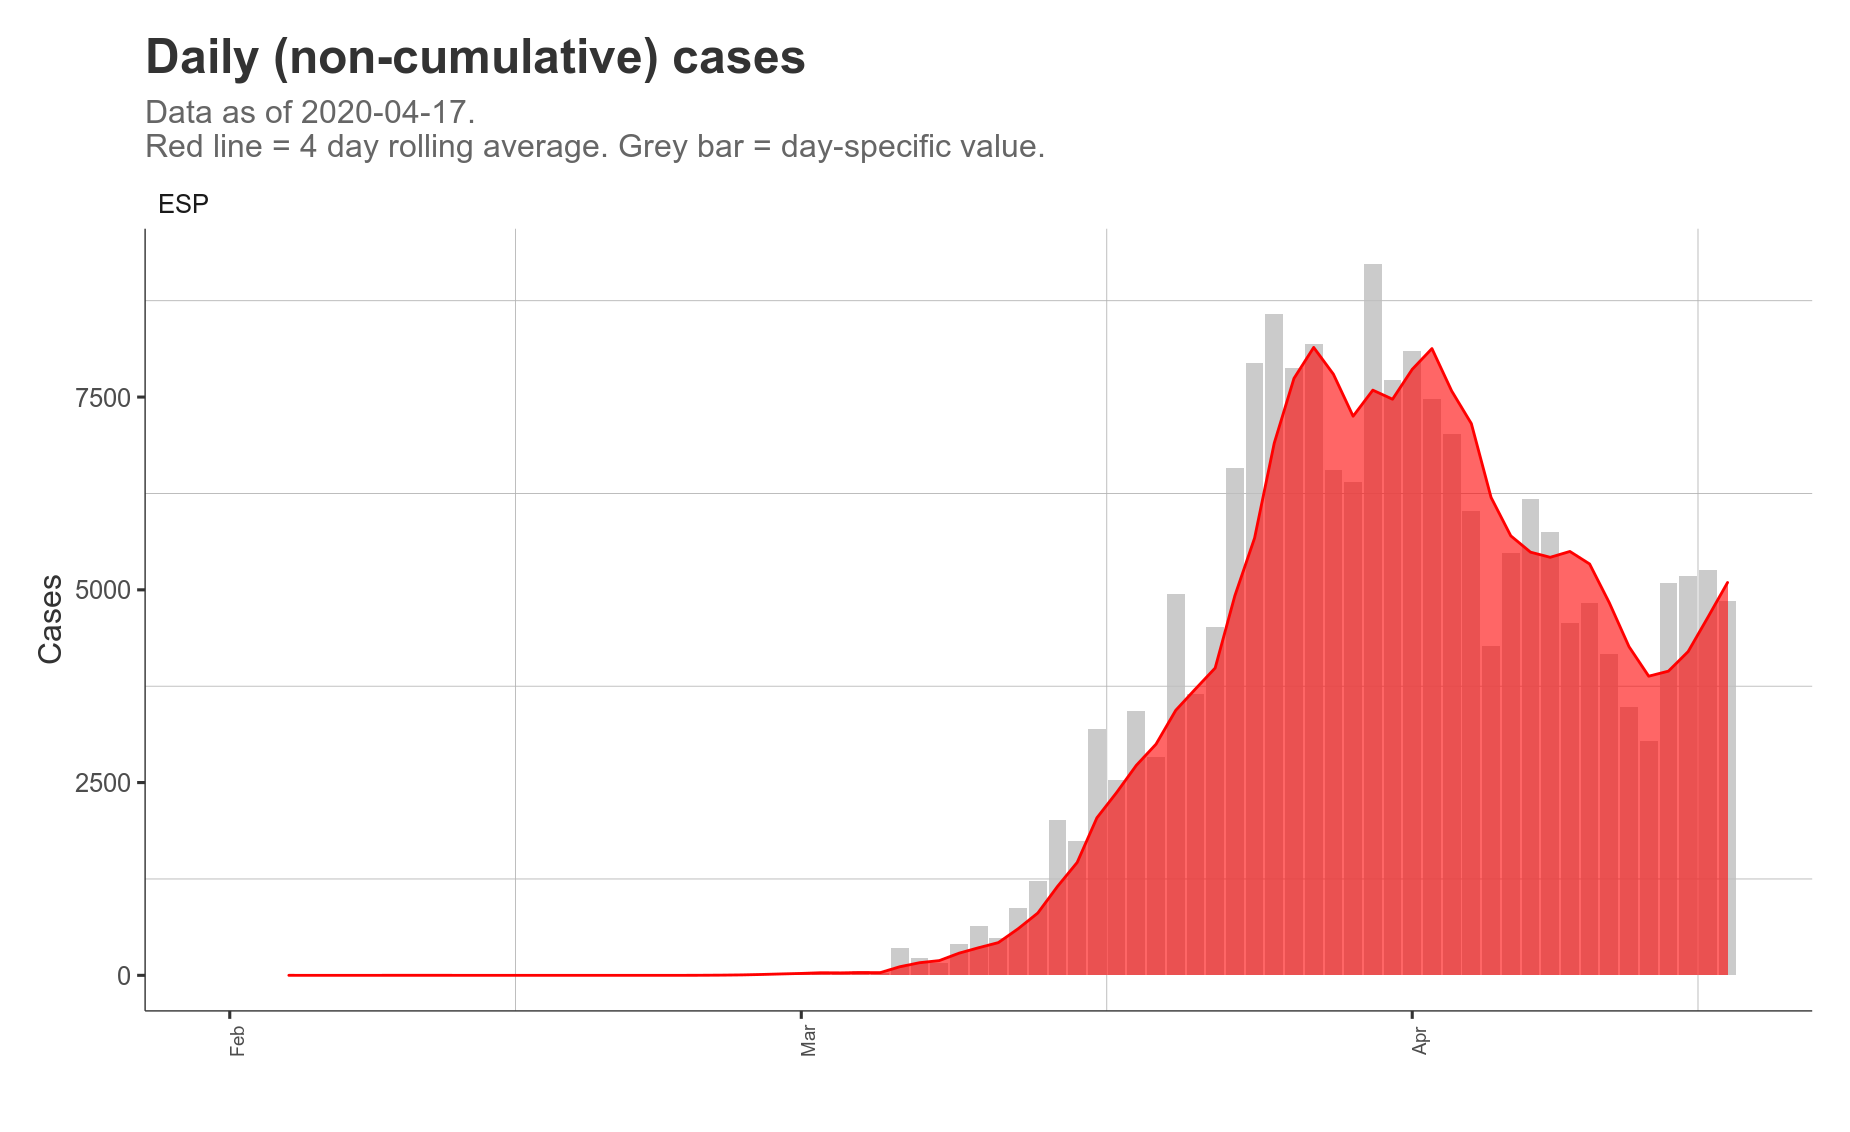 Daily (non-cumulative) cases
Data as of 2020-04-17.
Red line = 4 day rolling average. Grey bar = day-specific value.
ESP
Cases
7500
5000
2500
0
Feb
Mar
Apr